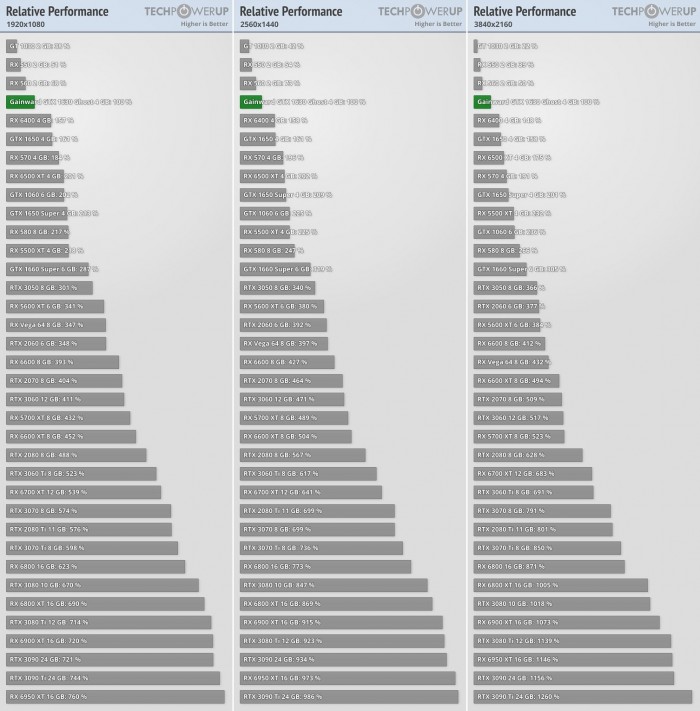 Relative Performance
TECHPOWERUP
1920x1080
Higher is Better
GT 1030 2 GB:
RX 550 2 GB:
RX 560 2 GB:
Gainward GTX 1630 Ghost 4 GB: 100 %
RX 6400 4 GB: 157 %
GTX 1650 4 GB: 161 %
RX 570 4 GB: 184 %
RX 6500 XT 4 GB: %
GTX 1060 6 GB: %
GTX 1650 Super 4 GB: %
RX 580 8 GB: 217 %
RX 5500 XT 4 GB: %
GTX 1660 Super 6 GB: 287 %
RTX 3050 8 GB: 301 %
RX 5600 XT 6 GB: 341 %
RX Vega 64 8 GB: 347 %
RTX 2060 6 GB: 348 %
RX 6600 8 GB: 393 %
RTX 2070 8 GB: 404 %
RTX 3060 12 GB: 411 %
RX 5700 XT 8 GB: 432 %
RX 6600 XT 8 GB: 452 %
RTX 2080 8 GB: 488 %
RTX 3060 Ti 8 GB: 523 %
RX 6700 XT 12 GB: 539 %
RTX 3070 8 GB: 574 %
RTX 2080 Ti 11 GB: 576 %
RTX 3070 Ti 8 GB: 598 %
RX 6800 16 GB: 623 %
RTX 3080 10 GB: 670 %
RX 6800 XT 16 GB: 690 %
RTX 3080 Ti 12 GB: 714 %
RX 6900 XT 16 GB: 720 %
RTX 3090 24 GB: 721 %
RTX 3090 Ti 24 GB: 744 %
RX 6950 XT 16 GB: 760 %
Relative Performance
TECHPOWERUP
2560x1440
Higher is Better
GT 1030 2 GB:
RX 550 2 GB:
RX 560 2 GB:
Gainward GTX 1630 Ghost 4 GB: 100 %
RX 6400 4 GB: %
GTX 1650 4 GB: 161 %
RX 570 4 GB: %
RX 6500 XT 4 GB: %
GTX 1650 Super 4 GB: %
GTX 1060 6 GB: %
RX 5500 XT 4 GB: 225 %
RX 580 8 GB: 247 %
GTX 1660 Super 6 GB: %
RTX 3050 8 GB: 340 %
RX 5600 XT 6 GB: 380 %
RTX 2060 6 GB: 392 %
RX Vega 64 8 GB: 397 %
RX 6600 8 GB: 427 %
RTX 2070 8 GB: 464 %
RTX 3060 12 GB: 471 %
RX 5700 XT 8 GB: 489 %
RX 6600 XT 8 GB: 504 %
RTX 2080 8 GB: 567 %
RTX 3060 Ti 8 GB: 617 %
RX 6700 XT 12 GB: 641 %
RTX 2080 Ti 11 GB: 699 %
RTX 3070 8 GB: 699 %
RTX 3070 Ti 8 GB: 736 %
RX 6800 16 GB: 773 %
RTX 3080 10 GB: 847 %
RX 6800 XT 16 GB: 869 %
RX 6900 XT 16 GB: 915 %
RTX 3080 Ti 12 GB: 923 %
RTX 3090 24 GB: 934 %
RX 6950 XT 16 GB: 973 %
RTX 3090 Ti 24 GB: 986 %
Relative Performance
TECHPOWERUP
3840x2160
Higher is Better
GT 1030 2 GB:
RX 550 2 GB:
RX 560 2 GB:
Gainward GTX 1630 Ghost 4 GB: 100 %
RX 6400 4 GB: %
GTX 1650 4 GB: %
RX 6500 XT 4 GB: 175 %
RX 570 4 GB: %
GTX 1650 Super 4 GB: %
RX 5500 XT 4 GB: %
GTX 1060 6 GB: %
RX 580 8 GB: %
GTX 1660 Super 6 GB: %
RTX 3050 8 GB: 366 %
RTX 2060 6 GB: 377 %
RX 5600 XT 6 GB: 384 %
RX 6600 8 GB: 412 %
RX Vega 64 8 GB: 432 %
RX 6600 XT 8 GB: 494 %
RTX 2070 8 GB: 509 %
RTX 3060 12 GB: 517 %
RX 5700 XT 8 GB: 523 %
RTX 2080 8 GB: 628 %
RX 6700 XT 12 GB: 683 %
RTX 3060 Ti 8 GB: 691 %
RTX 3070 8 GB: 791 %
RTX 2080 Ti 11 GB: 801 %
RTX 3070 Ti 8 GB: 850 %
RX 6800 16 GB: 871 %
RX 6800 XT 16 GB: 1005 %
RTX 3080 10 GB: 1018 %
RX 6900 XT 16 GB: 1073 %
RTX 3080 Ti 12 GB: 1139 %
RX 6950 XT 16 GB: 1146 %
RTX 3090 24 GB: 1156 %
RTX 3090 Ti 24 GB: 1260 %